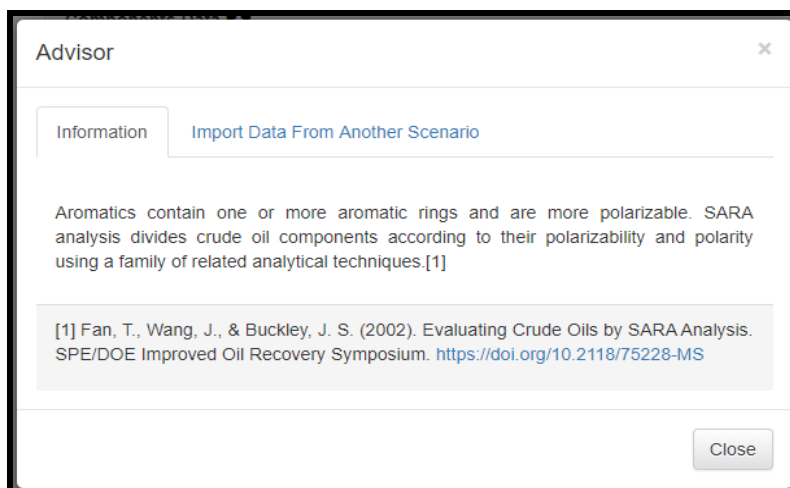 Advisor ×
Information Import Data From Another Scenario
Aromatics contain one or more aromatic rings and are more polarizable. SARA
analysis divides crude oil components according to their polarizability and polarity
using a family of related analytical techniques.[1]
[1] Fan, T., Wang, J., & Buckley, J. S. (2002). Evaluating Crude Oils by SARA Analysis.
SPE/DOE Improved Oil Recovery Symposium. https://doi.org/10.2118/75228-MS
Close